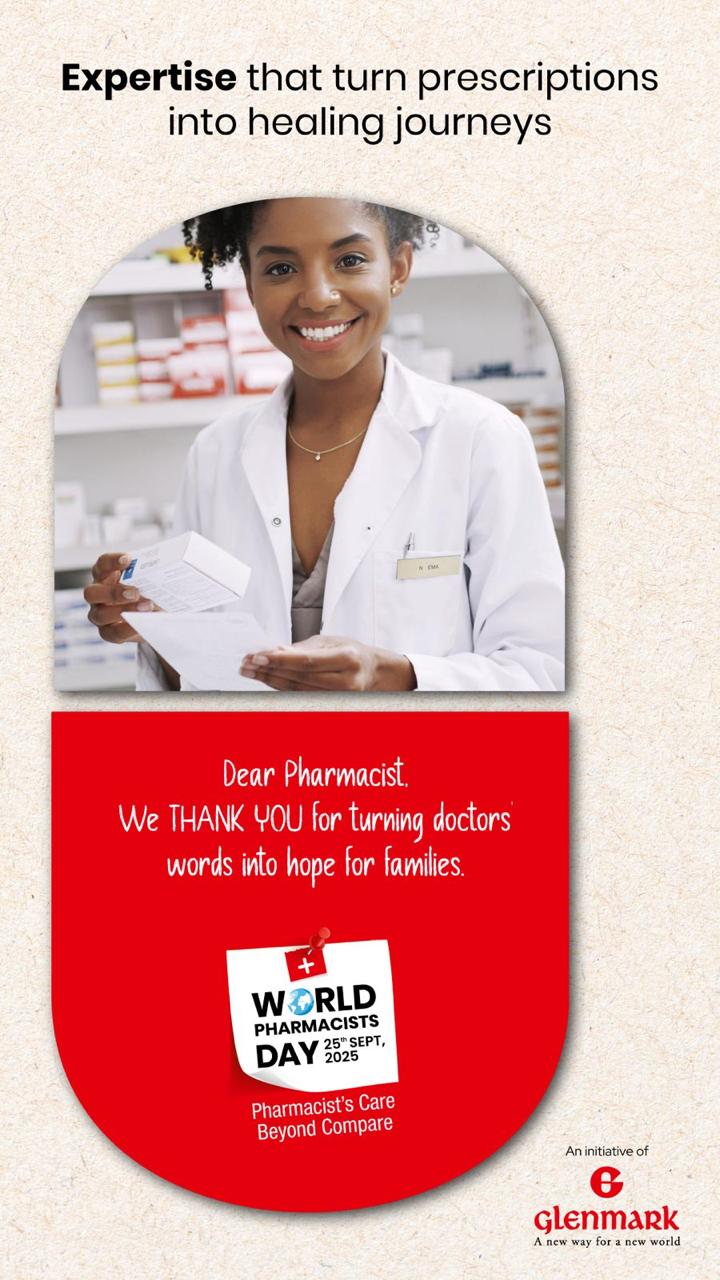 Expertise that turn prescriptions
into healing journeys
Dear Pharmacist,
We THANK YOU for turning doctors'
words into hope for families.
WORLD
PHARMACISTS
DAY 25th SEPT,
2025
Pharmacist's Care
Beyond Compare
An initiative of
glenmark
A new way for a new world